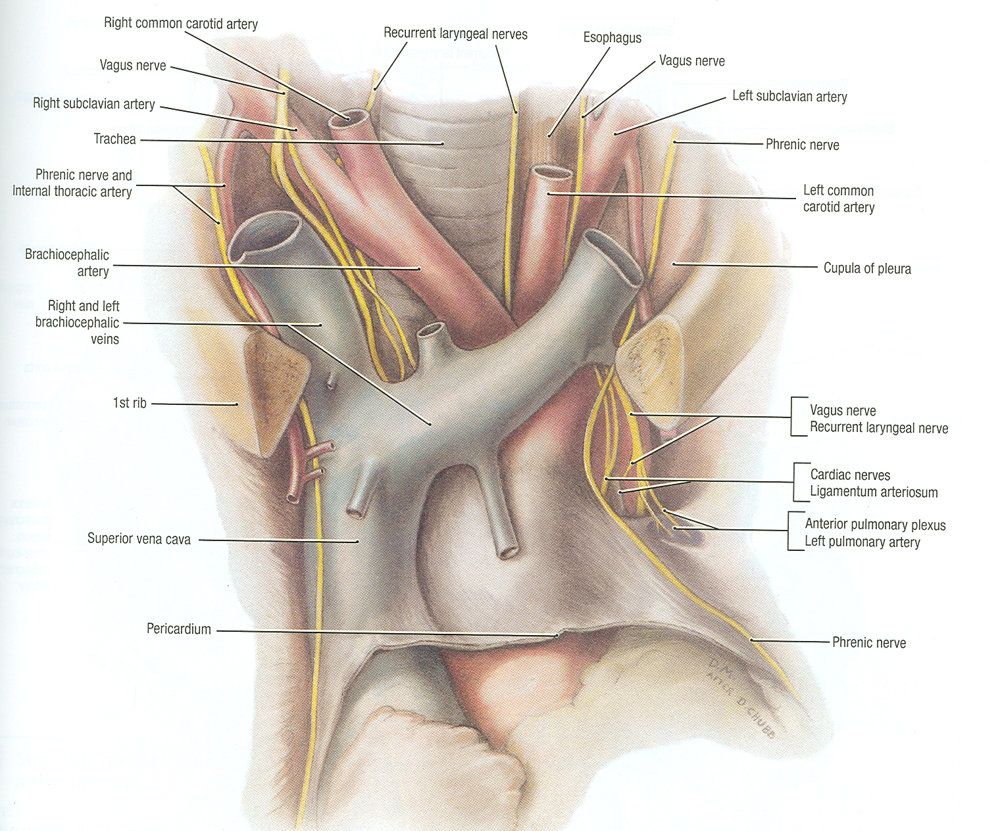 Right common carotid artery
Recurrent laryngeal nerves
Esophagus
Vagus nerve
Vagus nerve
Right subclavian artery
Left subclavian artery
Trachea
Phrenic nerve
Phrenic nerve and
Internal thoracic artery
Left common
carotid artery
Brachiocephalic
artery
Cupula of pleura
Right and left
brachiocephalic
veins
1st rib
Vagus nerve
Recurrent laryngeal nerve
Cardiac nerves
Ligamentum arteriosum
Anterior pulmonary plexus
Left pulmonary artery
Superior vena cava
Pericardium
Phrenic nerve
D.M.
AFTER D. CHUBB